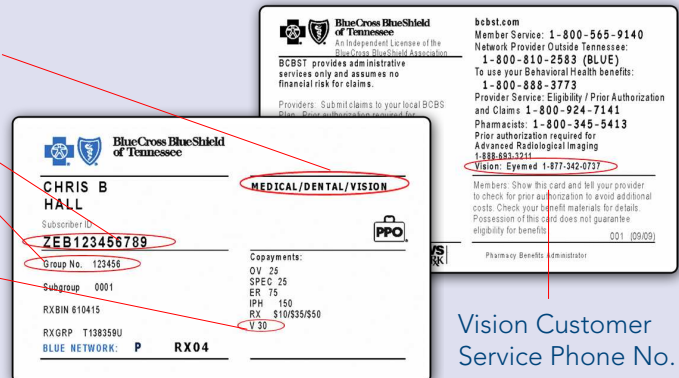 BlueCross BlueShield
of Tennessee
An Independent Licensee of the
BlueCross BlueShield Association
BCBST provides administrative
services only and assumes no
financial risk for claims.
Providers: Submit claims to your local BCBS
Plan. Prior authorization required for
bcbst.com
Member Service: 1-800-565-9140
Network Provider Outside Tennessee:
1-800-810-2583 (BLUE)
To use your Behavioral Health benefits:
1-800-888-3773
Provider Service: Eligibility / Prior Authorization
and Claims 1-800-924-7141
Pharmacists: 1-800-345-5413
Prior authorization required for
Advanced Radiological Imaging
1-888-693-3211
Vision: Eyemed 1-877-342-0737
Members: Show this card and tell your provider
to check for prior authorization to avoid additional
costs. Check your benefit materials for details.
Possession of this card does not guarantee
eligibility for benefits.
001 (09/09)
Pharmacy Benefits Administrator
BlueCross BlueShield
of Tennessee
CHRIS B
HALL
Subscriber ID
ZEB123456789
Group No. 123456
Subgroup 0001
RXBIN 610415
RXGRP T138359U
BLUE NETWORK: P RX04
MEDICAL/DENTAL/VISION
PPO
Copayments:
OV 25
SPEC 25
ER 75
IPH 150
RX $10/$35/$50
V 30
Vision Customer
Service Phone No.